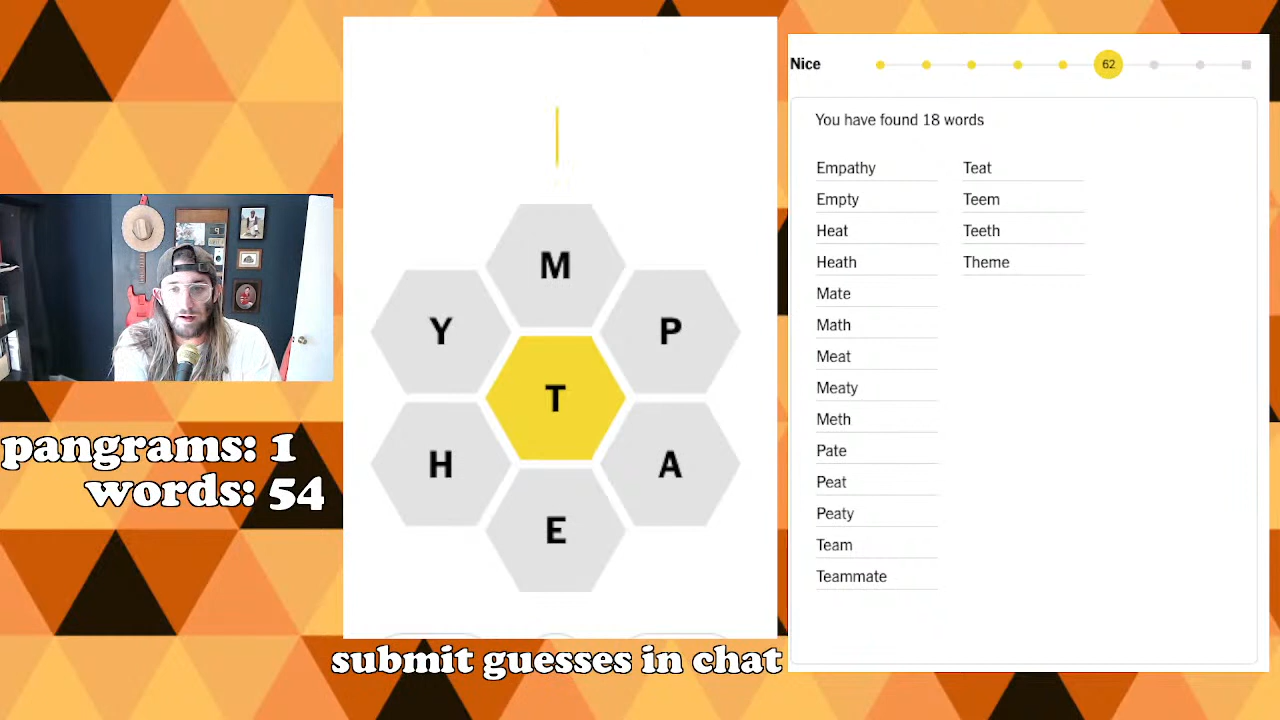 Nice
62
You have found 18 words
Empathy
Empty
Heat
Heath
Mate
Math
Meat
Meaty
Meth
Pate
Peat
Peaty
Team
Teammate
Teat
Teem
Teeth
Theme
M
Y
P
T
H
A
E
pangrams: 1
words: 54
submit guesses in chat